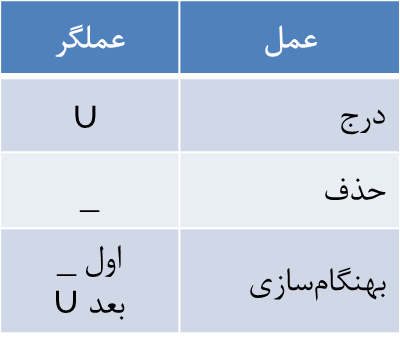 عمل عملگر
درج U
حذف _
بهنگام‌سازی اول _
بعد U